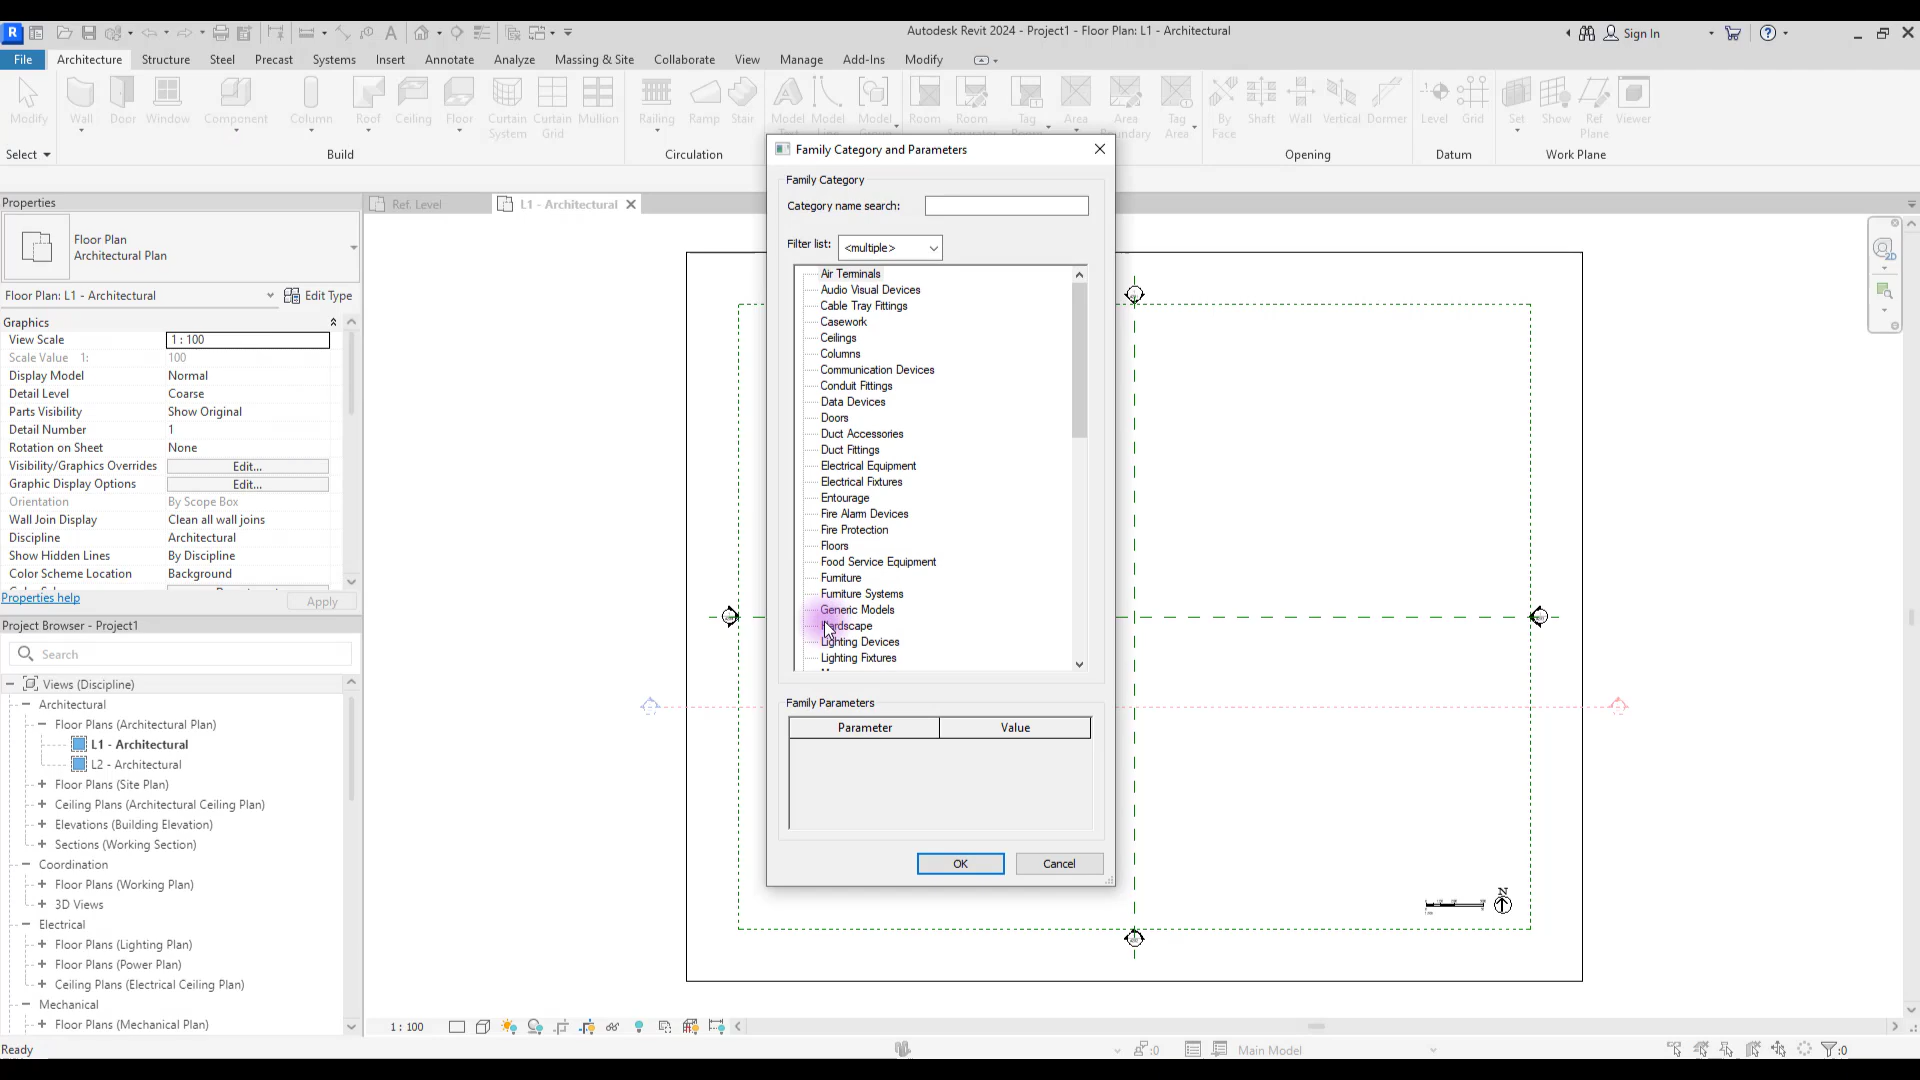 Autodesk Revit 2024 - Project1 - Floor Plan: L1 - Architectural
Sign In
File Architecture Structure Steel Precast Systems Insert Annotate Analyze Massing & Site Collaborate View Manage Add-Ins Modify
Modify
Wall
Door
Window
Component
Column
Roof
Ceiling
Floor
Curtain System
Curtain Grid
Mullion
Railing
Ramp
Stair
Model
Model
Model
Room
Room
Tag
Area
Area
Tag
Area
By Face
Shaft
Wall
Vertical
Dormer
Level
Grid
Set
Show
Ref Plane
Viewer
Select
Build
Circulation
Opening
Datum
Work Plane
Properties
Floor Plan
Architectural Plan
Floor Plan: L1 - Architectural
Edit Type
Graphics
View Scale 1 : 100
Scale Value 1: 100
Display Model Normal
Detail Level Coarse
Parts Visibility Show Original
Detail Number 1
Rotation on Sheet None
Visibility/Graphics Overrides Edit...
Graphic Display Options Edit...
Orientation By Scope Box
Wall Join Display Clean all wall joins
Discipline Architectural
Show Hidden Lines By Discipline
Color Scheme Location Background
Properties help
Apply
Project Browser - Project1
Search
Views (Discipline)
Architectural
Floor Plans (Architectural Plan)
L1 - Architectural
L2 - Architectural
Floor Plans (Site Plan)
Ceiling Plans (Architectural Ceiling Plan)
Elevations (Building Elevation)
Sections (Working Section)
Coordination
Floor Plans (Working Plan)
3D Views
Electrical
Floor Plans (Lighting Plan)
Floor Plans (Power Plan)
Ceiling Plans (Electrical Ceiling Plan)
Mechanical
Floor Plans (Mechanical Plan)
Ready
Ref. Level
L1 - Architectural
Family Category and Parameters
Family Category
Category name search:
Filter list: <multiple>
Air Terminals
Audio Visual Devices
Cable Tray Fittings
Casework
Ceilings
Columns
Communication Devices
Conduit Fittings
Data Devices
Doors
Duct Accessories
Duct Fittings
Electrical Equipment
Electrical Fixtures
Entourage
Fire Alarm Devices
Fire Protection
Floors
Food Service Equipment
Furniture
Furniture Systems
Generic Models
Lighting Devices
Lighting Fixtures
Family Parameters
Parameter Value
OK Cancel
2D
N
1 : 100
:0
Main Model
:0